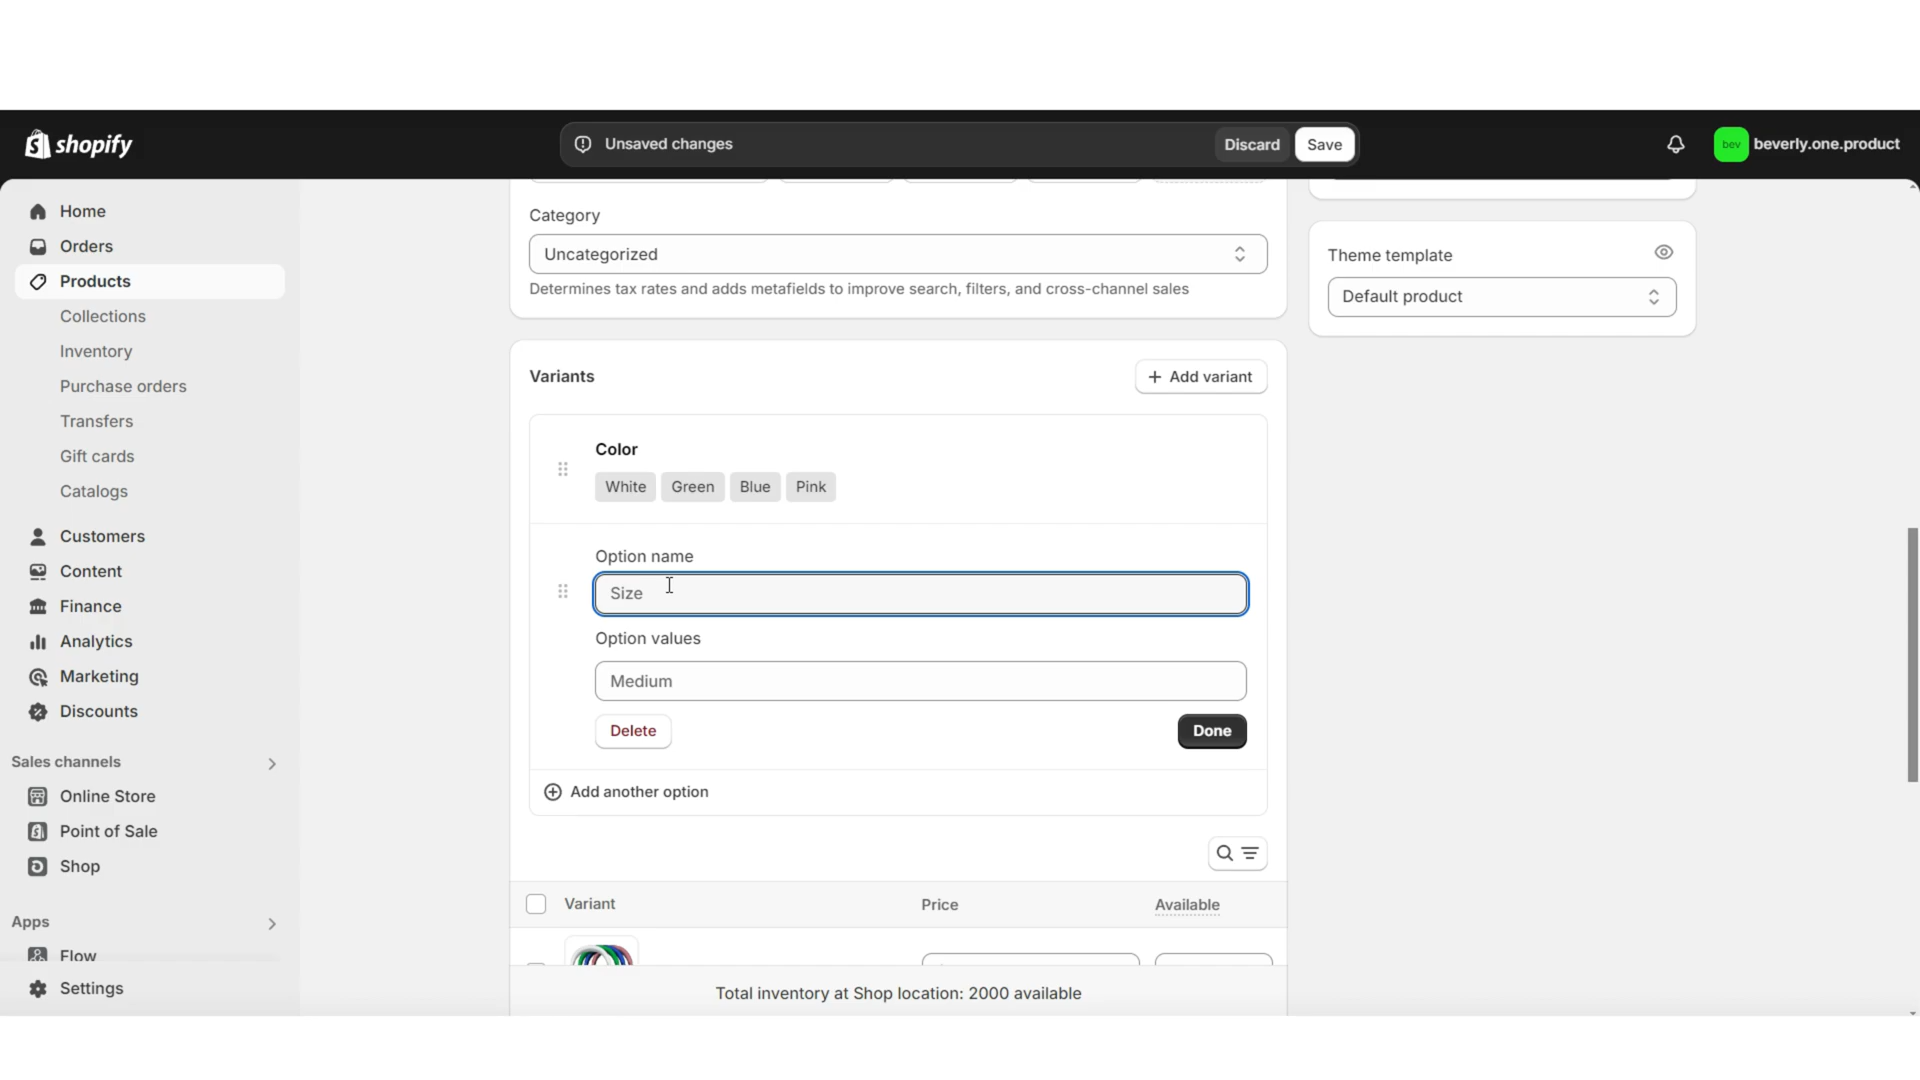 shopify
Unsaved changes
Discard
Save
bev
beverly.one.product
Home
Orders
Products
Collections
Inventory
Purchase orders
Transfers
Gift cards
Catalogs
Customers
Content
Finance
Analytics
Marketing
Discounts
Sales channels
Online Store
Point of Sale
Shop
Apps
Flow
Settings
Category
Uncategorized
Determines tax rates and adds metafields to improve search, filters, and cross-channel sales
Variants
Add variant
Color
White Green Blue Pink
Option name
Size
Option values
Medium
Delete
Done
Add another option
Variant Price Available
Total inventory at Shop location: 2000 available
Theme template
Default product